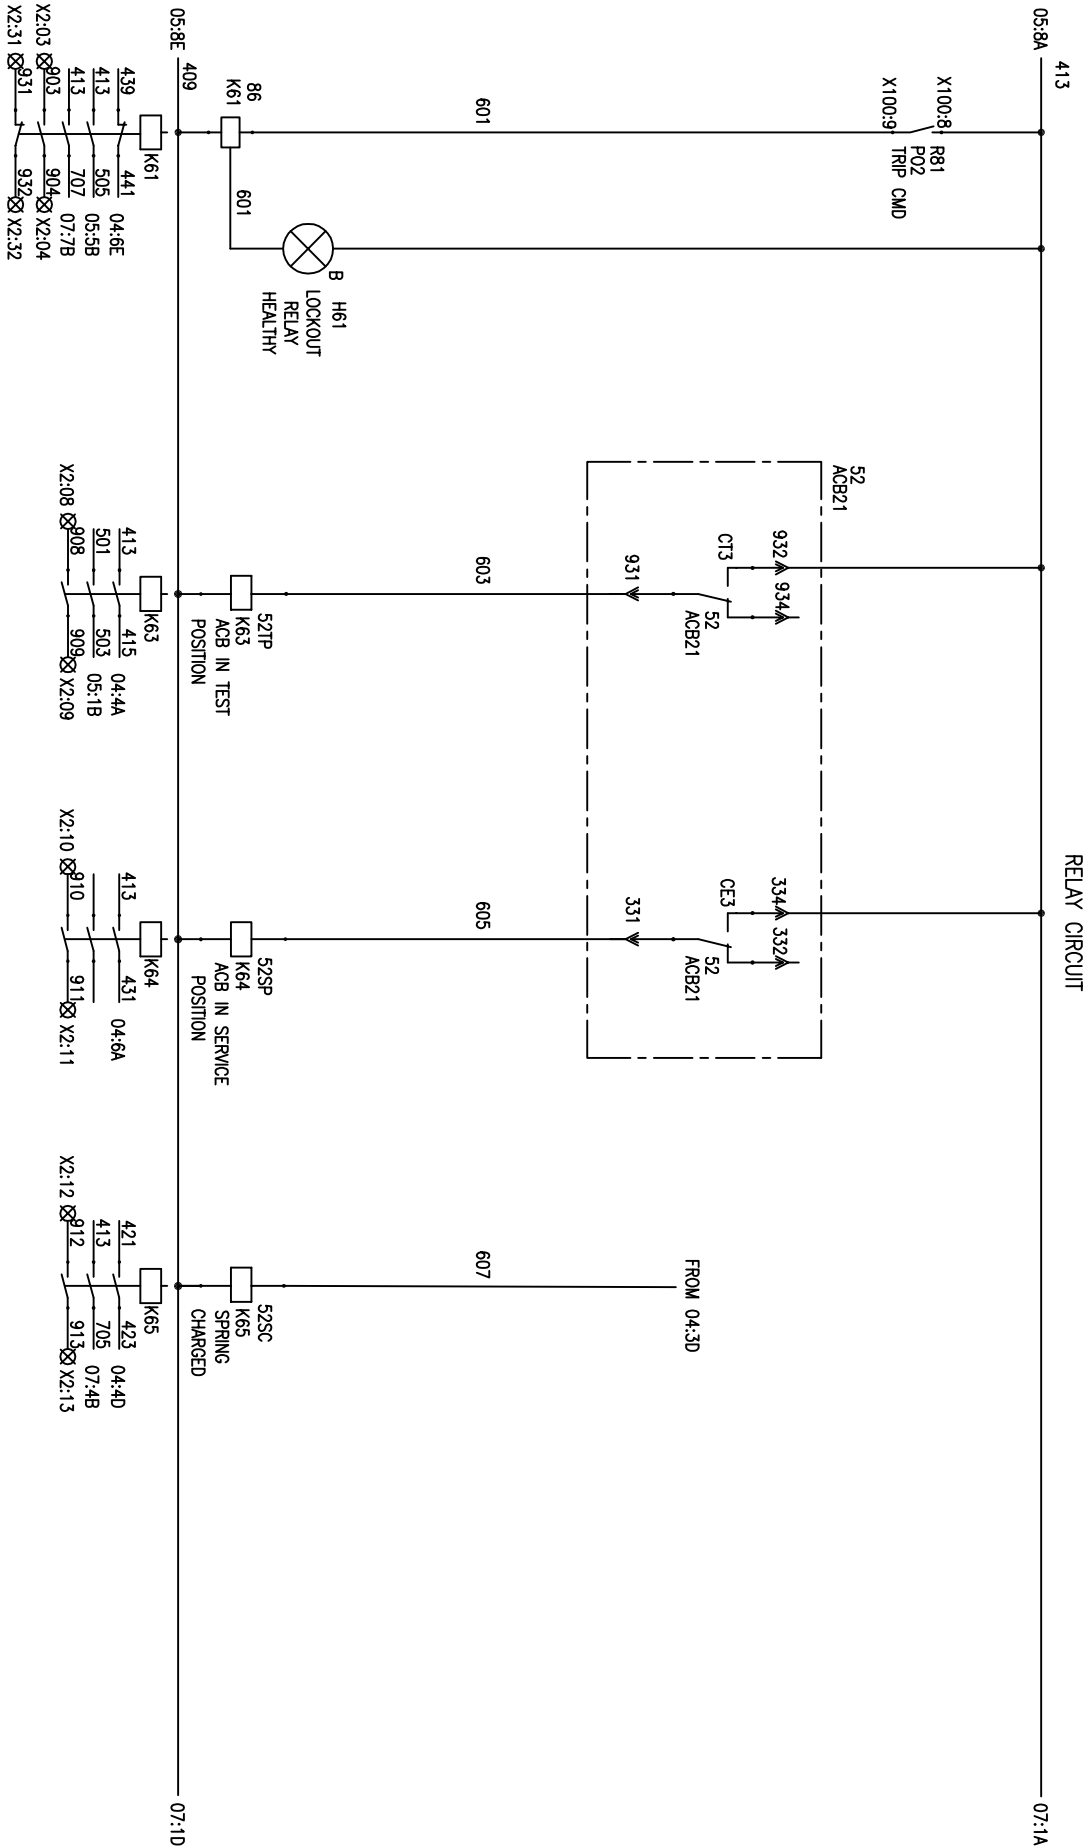 RELAY CIRCUIT
413
05:8A
07:1A
X100:8
R81
PO2
TRIP CMD
X100:9
601
86
K61
601
B
H61
LOCKOUT
RELAY
HEALTHY
52
ACB21
932
934
CT3
52
ACB21
931
603
52TP
K63
ACB IN TEST
POSITION
334
332
CE3
52
ACB21
331
605
52SP
K64
ACB IN SERVICE
POSITION
FROM 04:3D
607
52SC
K65
SPRING
CHARGED
409
05:8E
07:1D
K61
439 441 04:6E
413 505 05:5B
413 707 07:7B
X2:03 903 904 X2:04
X2:31 931 932 X2:32
K63
413 415 04:4A
501 503 05:1B
X2:08 908 909 X2:09
K64
413 431 04:6A
X2:10 910 911 X2:11
K65
421 423 04:4D
413 705 07:4B
X2:12 912 913 X2:13